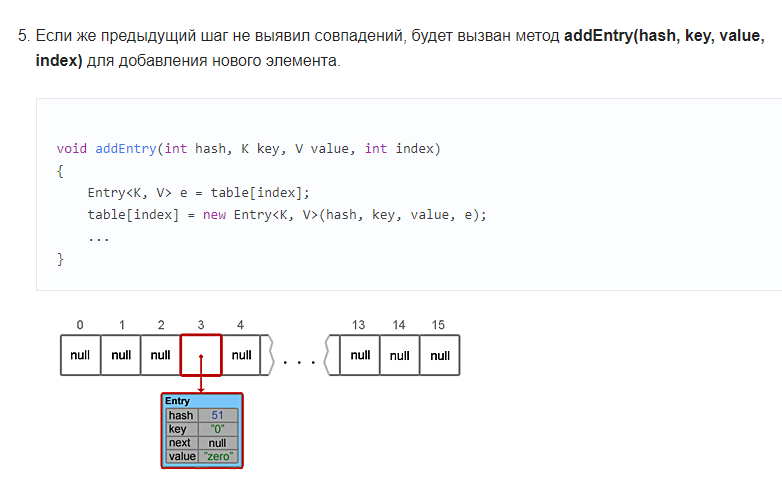 5. Если же предыдущий шаг не выявил совпадений, будет вызван метод addEntry(hash, key, value,
index) для добавления нового элемента.
void addEntry(int hash, K key, V value, int index)
{
    Entry<K, V> e = table[index];
    table[index] = new Entry<K, V>(hash, key, value, e);
    ...
}
0 1 2 3 4 13 14 15
null null null null ... null null null
Entry
hash 51
key "0"
next null
value "zero"